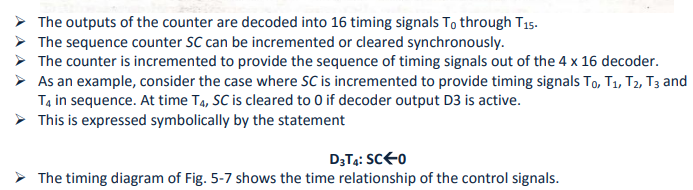 ➢ The outputs of the counter are decoded into 16 timing signals T₀ through T₁₅.
➢ The sequence counter SC can be incremented or cleared synchronously.
➢ The counter is incremented to provide the sequence of timing signals out of the 4 x 16 decoder.
➢ As an example, consider the case where SC is incremented to provide timing signals T₀, T₁, T₂, T₃ and
T₄ in sequence. At time T₄, SC is cleared to 0 if decoder output D3 is active.
➢ This is expressed symbolically by the statement
D₃T₄: SC←0
➢ The timing diagram of Fig. 5-7 shows the time relationship of the control signals.